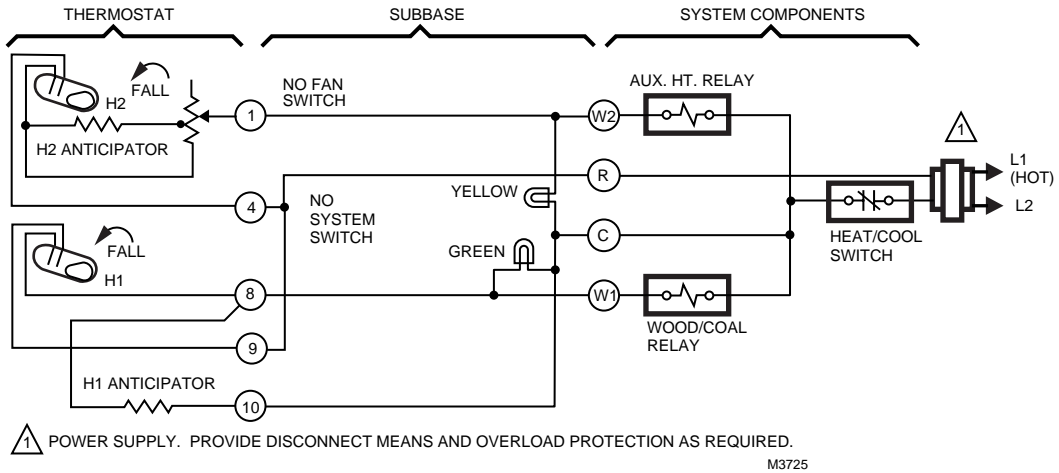 THERMOSTAT
SUBBASE
SYSTEM COMPONENTS
FALL
H2
H2 ANTICIPATOR
1
NO FAN
SWITCH
W2
AUX. HT. RELAY
1
L1
(HOT)
L2
R
YELLOW
4
NO
SYSTEM
SWITCH
HEAT/COOL
SWITCH
C
GREEN
FALL
H1
8
W1
WOOD/COAL
RELAY
9
H1 ANTICIPATOR
10
1 POWER SUPPLY. PROVIDE DISCONNECT MEANS AND OVERLOAD PROTECTION AS REQUIRED.
M3725